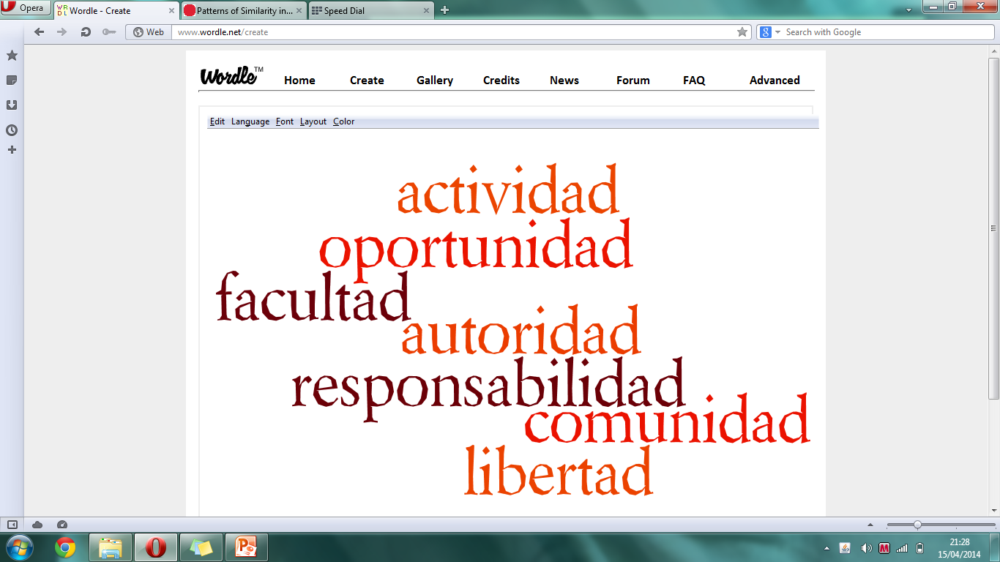 Opera
Wordle - Create
Patterns of Similarity in...
Speed Dial
Web
www.wordle.net/create
Search with Google
Wordle™
Home Create Gallery Credits News Forum FAQ Advanced
Edit Language Font Layout Color
actividad
oportunidad
facultad
autoridad
responsabilidad
comunidad
libertad
21:28
15/04/2014